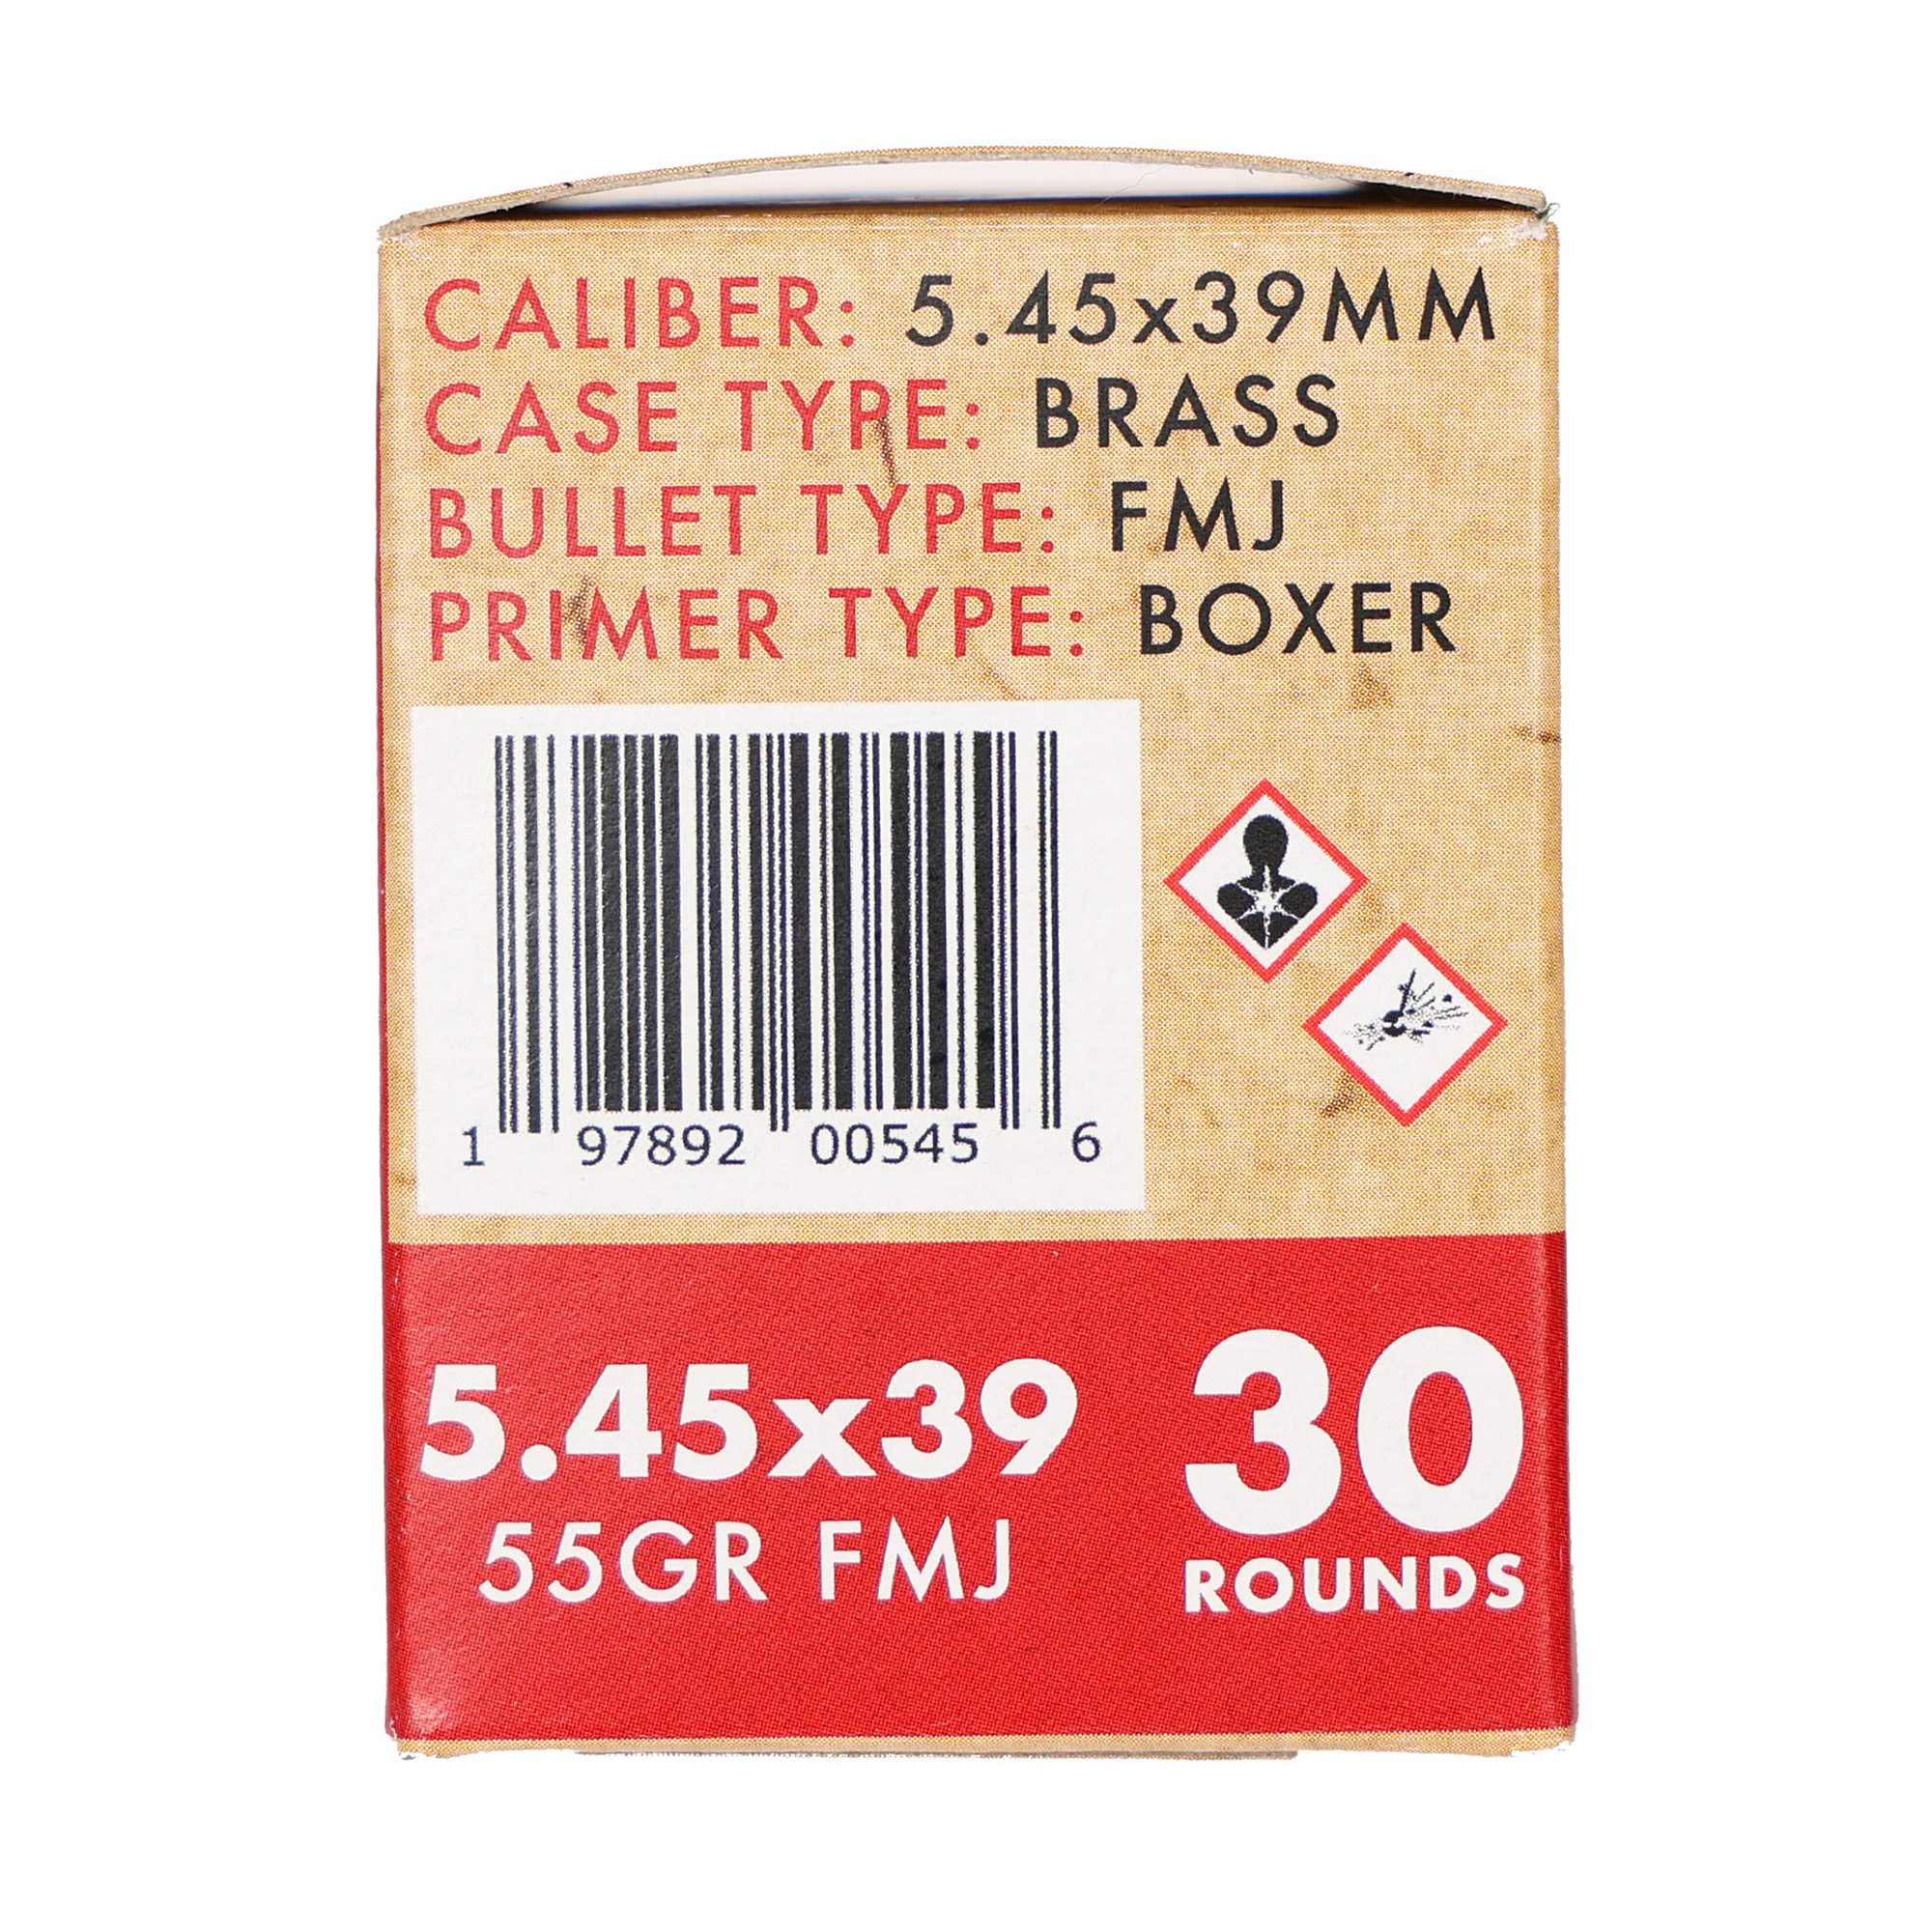 CALIBER: 5.45x39MM
CASE TYPE: BRASS
BULLET TYPE: FMJ
PRIMER TYPE: BOXER
1 97892 00545 6
5.45x39
55GR FMJ
30
ROUNDS